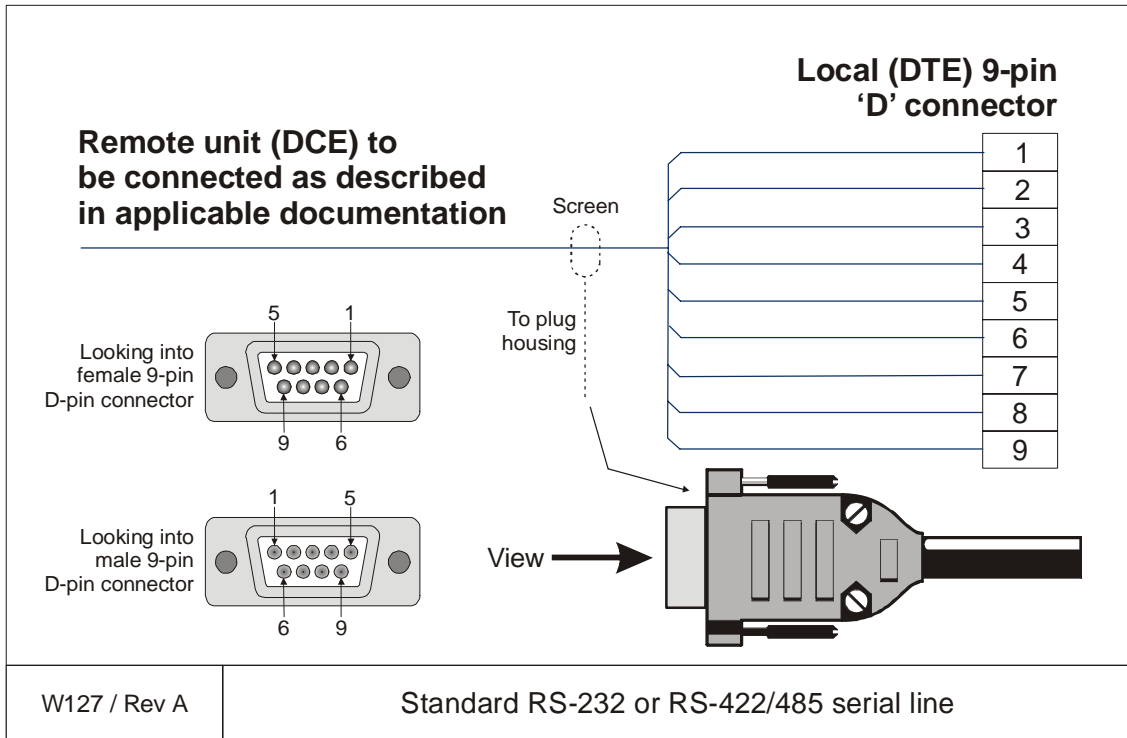 Local (DTE) 9-pin
‘D’ connector
Remote unit (DCE) to
be connected as described
in applicable documentation
Screen
1
2
3
4
5
6
7
8
9
To plug
housing
5 1
Looking into
female 9-pin
D-pin connector
9 6
1 5
Looking into
male 9-pin
D-pin connector
6 9
View
W127 / Rev A
Standard RS-232 or RS-422/485 serial line